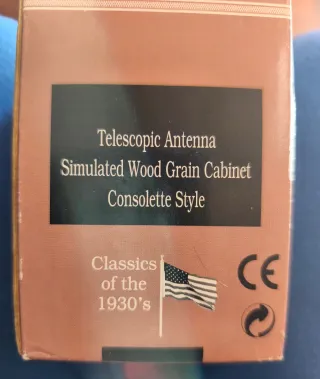 Telescopic Antenna
Simulated Wood Grain Cabinet
Consolette Style
Classics
of the
1930's
CE